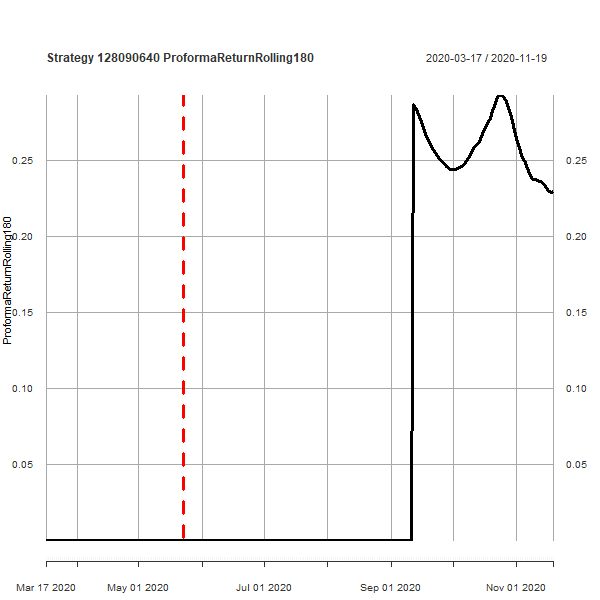 Strategy 128090640 ProformaReturnRolling180
2020-03-17 / 2020-11-19
ProformaReturnRolling180
0.25
0.20
0.15
0.10
0.05
0.25
0.20
0.15
0.10
0.05
Mar 17 2020
May 01 2020
Jul 01 2020
Sep 01 2020
Nov 01 2020